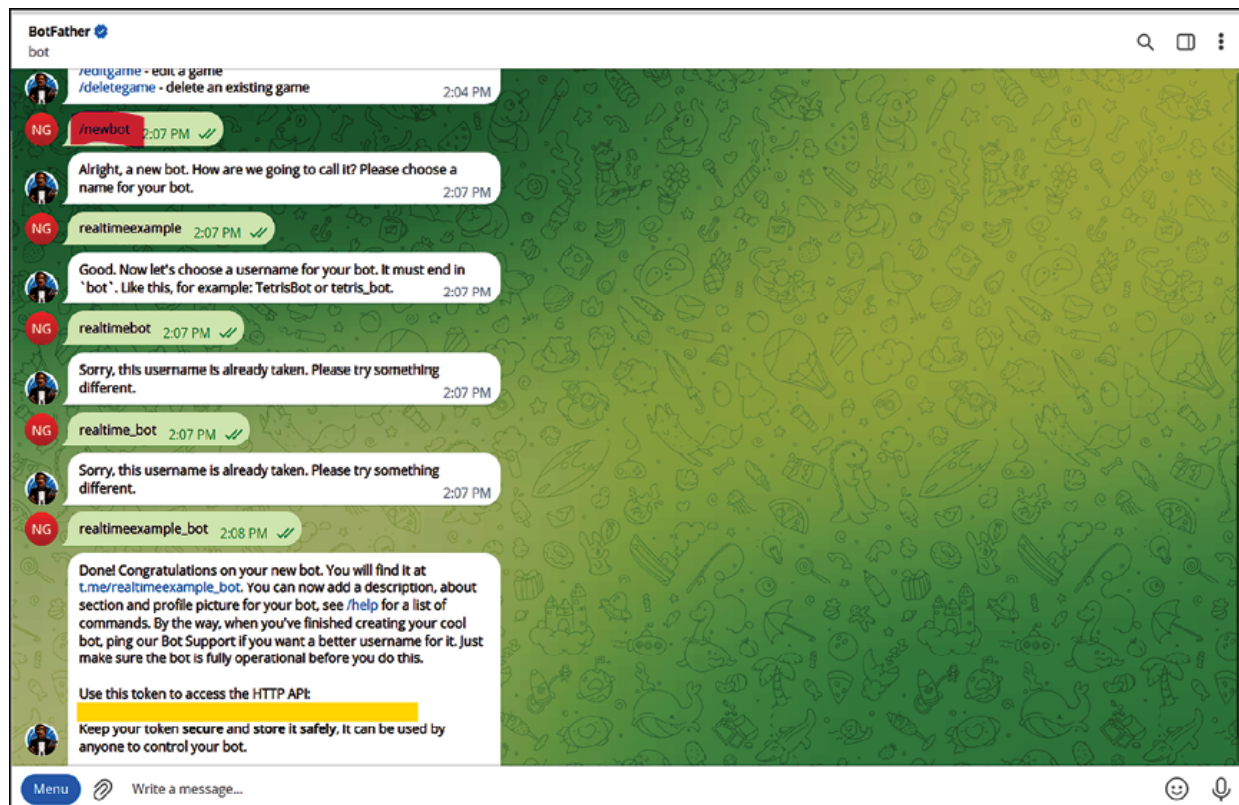 BotFather
bot
/editgame - edit a game
/deletegame - delete an existing game
2:04 PM
NG
/newbot 2:07 PM
Alright, a new bot. How are we going to call it? Please choose a
name for your bot.
2:07 PM
NG
realtimeexample 2:07 PM
Good. Now let's choose a username for your bot. It must end in
`bot`. Like this, for example: TetrisBot or tetris_bot.
2:07 PM
NG
realtimebot 2:07 PM
Sorry, this username is already taken. Please try something
different.
2:07 PM
NG
realtime_bot 2:07 PM
Sorry, this username is already taken. Please try something
different.
2:07 PM
NG
realtimeexample_bot 2:08 PM
Done! Congratulations on your new bot. You will find it at
t.me/realtimeexample_bot. You can now add a description, about
section and profile picture for your bot, see /help for a list of
commands. By the way, when you've finished creating your cool
bot, ping our Bot Support if you want a better username for it. Just
make sure the bot is fully operational before you do this.
Use this token to access the HTTP API:
Keep your token secure and store it safely, it can be used by
anyone to control your bot.
Menu
Write a message...